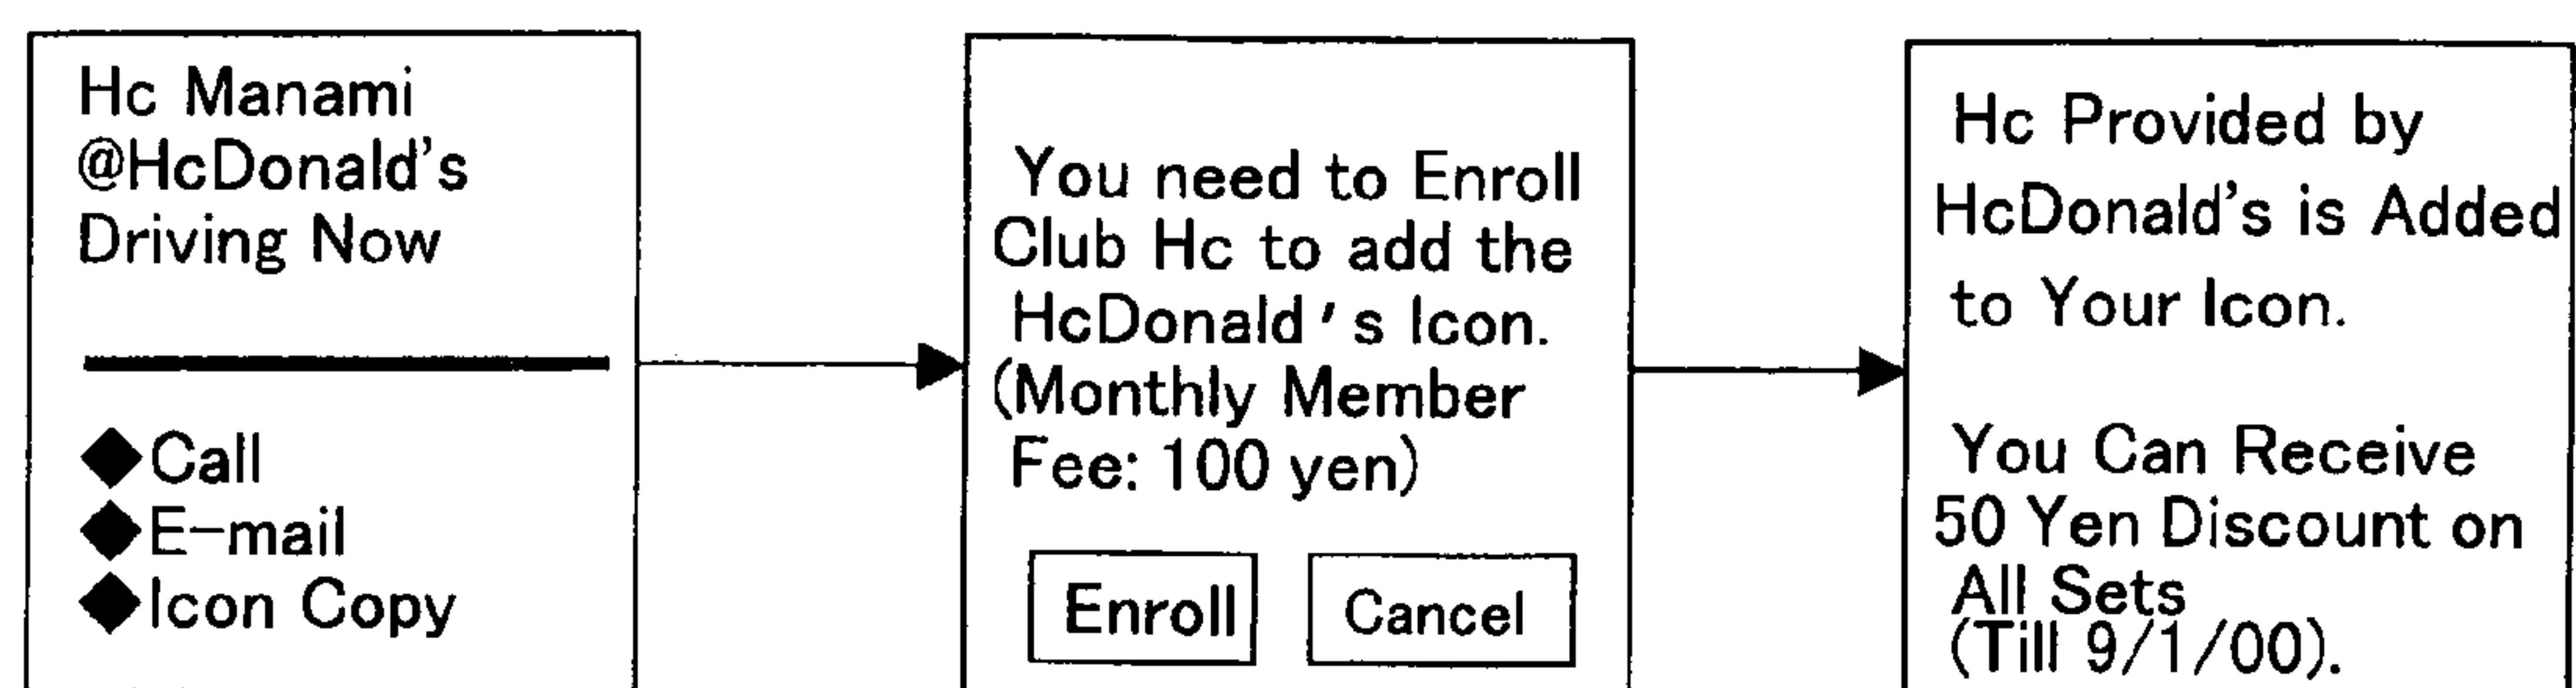 Hc Manami
@HcDonald's
Driving Now
◆Call
◆E-mail
◆Icon Copy
You need to Enroll
Club Hc to add the
HcDonald's Icon.
(Monthly Member
Fee: 100 yen)
Enroll
Cancel
Hc Provided by
HcDonald's is Added
to Your Icon.
You Can Receive
50 Yen Discount on
All Sets
(Till 9/1/00).